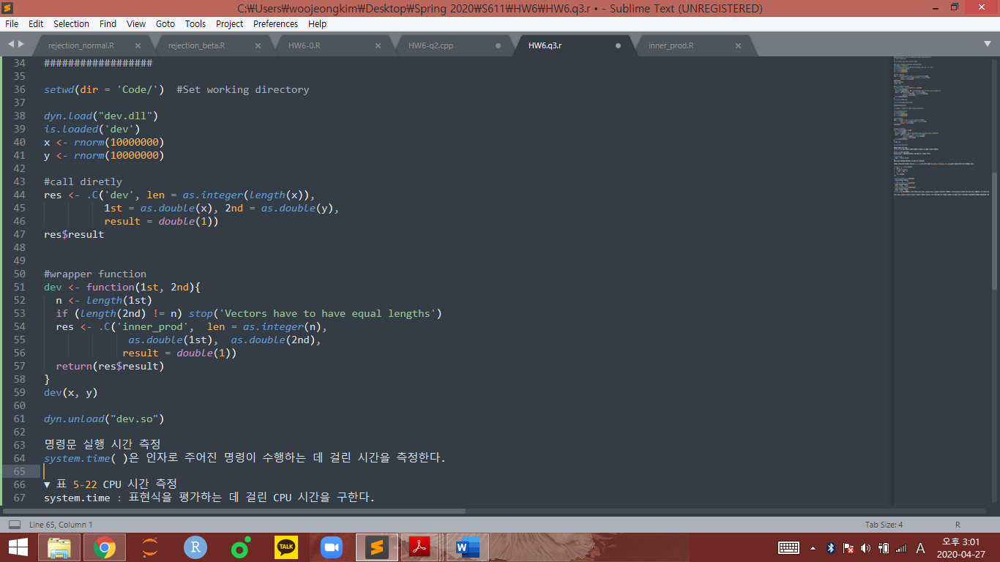 C:₩Users₩woojeongkim₩Desktop₩Spring 2020₩S611₩HW6₩HW6.q3.r • - Sublime Text (UNREGISTERED)
File Edit Selection Find View Goto Tools Project Preferences Help
rejection_normal.R rejection_beta.R HW6-0.R HW6-q2.cpp HW6.q3.r inner_prod.R
34 ##################
35
36 setwd(dir = 'Code/')  #Set working directory
37
38 dyn.load("dev.dll")
39 is.loaded('dev')
40 x <- rnorm(10000000)
41 y <- rnorm(10000000)
42
43 #call diretly
44 res <- .C('dev', len = as.integer(length(x)),
45           1st = as.double(x), 2nd = as.double(y),
46           result = double(1))
47 res$result
48
49
50 #wrapper function
51 dev <- function(1st, 2nd){
52   n <- length(1st)
53   if (length(2nd) != n) stop('Vectors have to have equal lengths')
54   res <- .C('inner_prod',  len = as.integer(n),
55               as.double(1st),  as.double(2nd),
56              result = double(1))
57   return(res$result)
58 }
59 dev(x, y)
60
61 dyn.unload("dev.so")
62
63 명령문 실행 시간 측정
64 system.time( )은 인자로 주어진 명령이 수행하는 데 걸린 시간을 측정한다.
65
66 ▼ 표 5-22 CPU 시간 측정
67 system.time : 표현식을 평가하는 데 걸린 CPU 시간을 구한다.
Line 65, Column 1 Tab Size: 4 R
R TALK W A 오후 3:01
2020-04-27